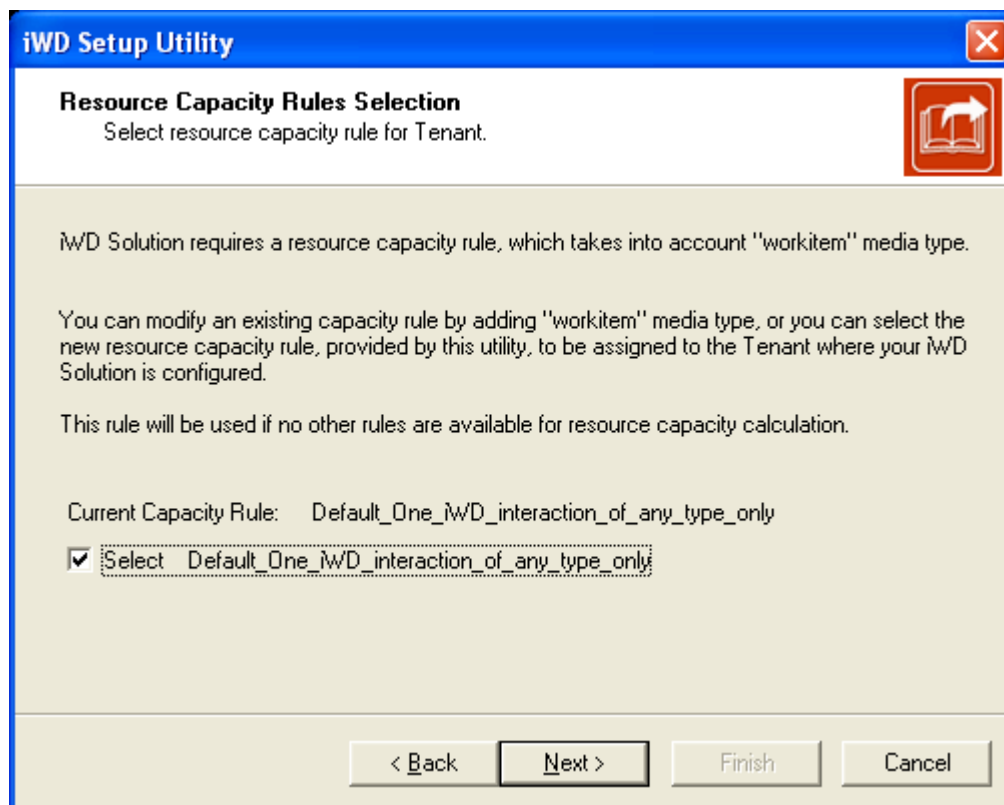 iWD Setup Utility
Resource Capacity Rules Selection
Select resource capacity rule for Tenant.
iWD Solution requires a resource capacity rule, which takes into account "workitem" media type.
You can modify an existing capacity rule by adding "workitem" media type, or you can select the
new resource capacity rule, provided by this utility, to be assigned to the Tenant where your iWD
Solution is configured.
This rule will be used if no other rules are available for resource capacity calculation.
Current Capacity Rule: Default_One_iWD_interaction_of_any_type_only
Select Default_One_iWD_interaction_of_any_type_only
< Back Next > Finish Cancel